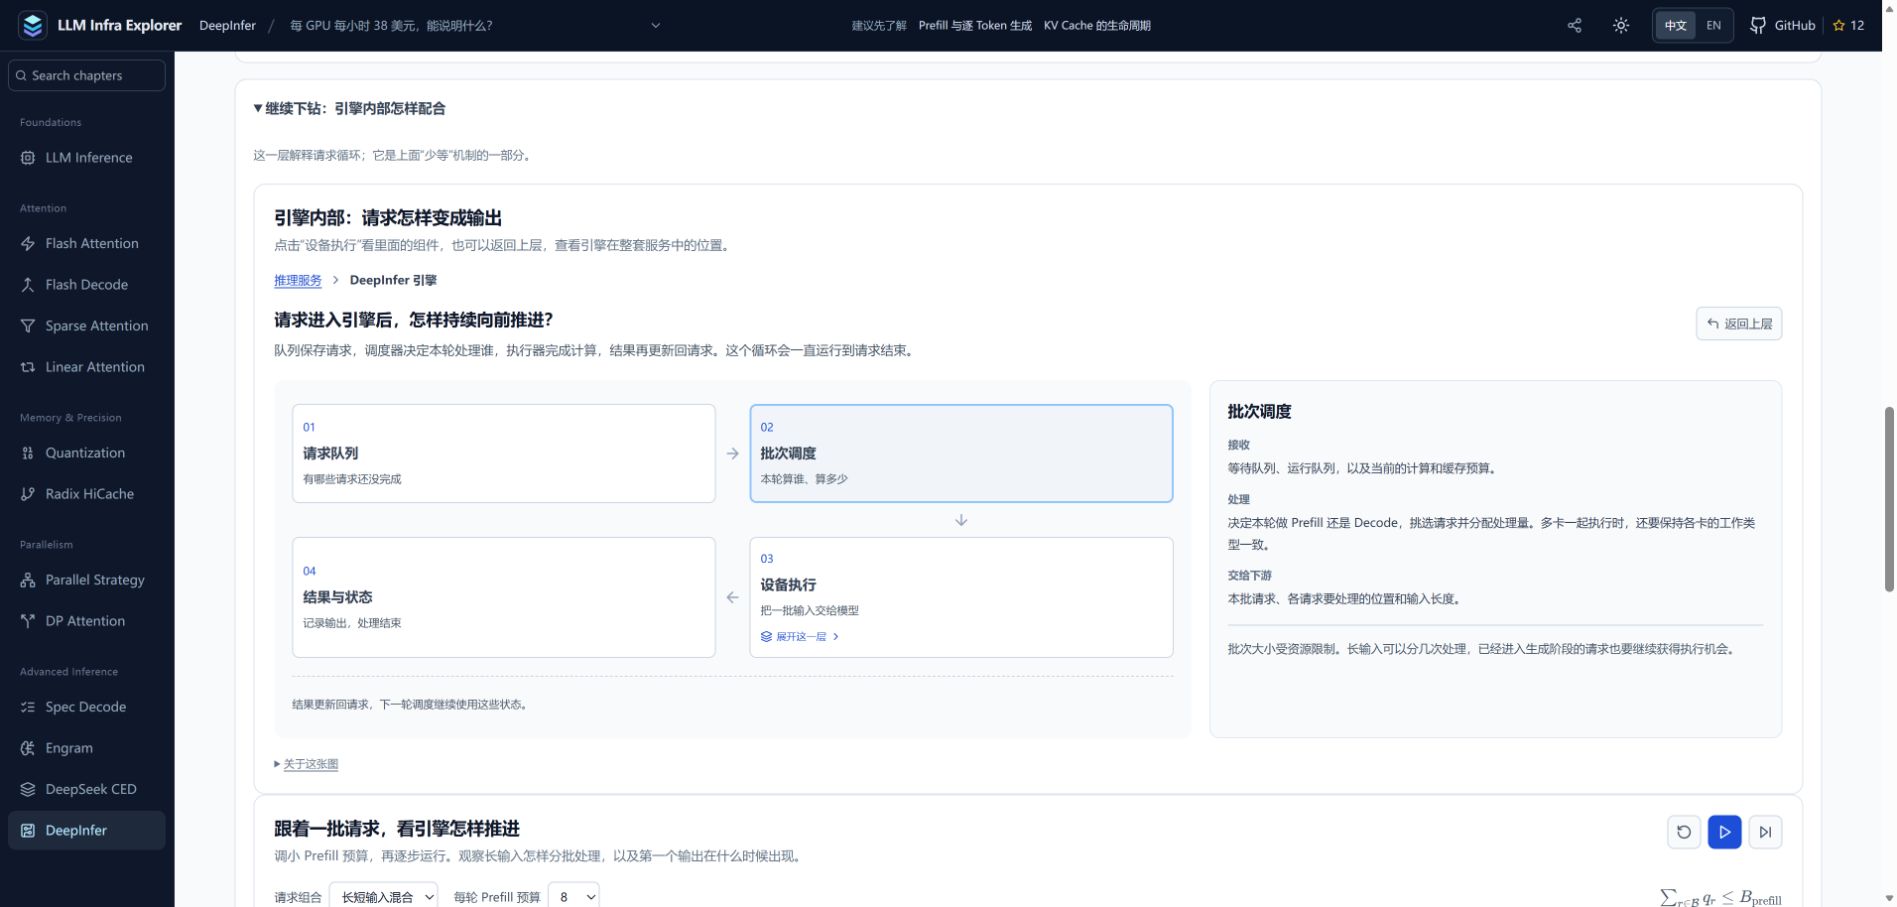 LLM Infra Explorer
DeepInfer / 每 GPU 每小时 38 美元，能说明什么？
建议先了解 Prefill 与逐 Token 生成 KV Cache 的生命周期
中文 EN GitHub 12
Search chapters
Foundations
LLM Inference
Attention
Flash Attention
Flash Decode
Sparse Attention
Linear Attention
Memory & Precision
Quantization
Radix HiCache
Parallelism
Parallel Strategy
DP Attention
Advanced Inference
Spec Decode
Engram
DeepSeek CED
DeepInfer
继续下钻：引擎内部怎样配合
这一层解释请求循环；它是上面“少等”机制的一部分。
引擎内部：请求怎样变成输出
点击“设备执行”看里面的组件，也可以返回上层，查看引擎在整套服务中的位置。
推理服务 > DeepInfer 引擎
请求进入引擎后，怎样持续向前推进？
返回上层
队列保存请求，调度器决定本轮处理谁，执行器完成计算，结果再更新回请求。这个循环会一直运行到请求结束。
01
请求队列
有哪些请求还没完成
→
02
批次调度
本轮算谁、算多少
↓
03
设备执行
把一批输入交给模型
展开这一层 >
←
04
结果与状态
记录输出，处理结束
结果更新回请求，下一轮调度继续使用这些状态。
批次调度
接收
等待队列、运行队列，以及当前的计算和缓存预算。
处理
决定本轮做 Prefill 还是 Decode，挑选请求并分配处理量。多卡一起执行时，还要保持各卡的工作类
型一致。
交给下游
本批请求、各请求要处理的位置和输入长度。
批次大小受资源限制。长输入可以分几次处理，已经进入生成阶段的请求也要继续获得执行机会。
关于这张图
跟着一批请求，看引擎怎样推进
调小 Prefill 预算，再逐步运行。观察长输入怎样分批处理，以及第一个输出在什么时候出现。
请求组合 长短输入混合 每轮 Prefill 预算 8
∑r∈B qr ≤ Bprefill